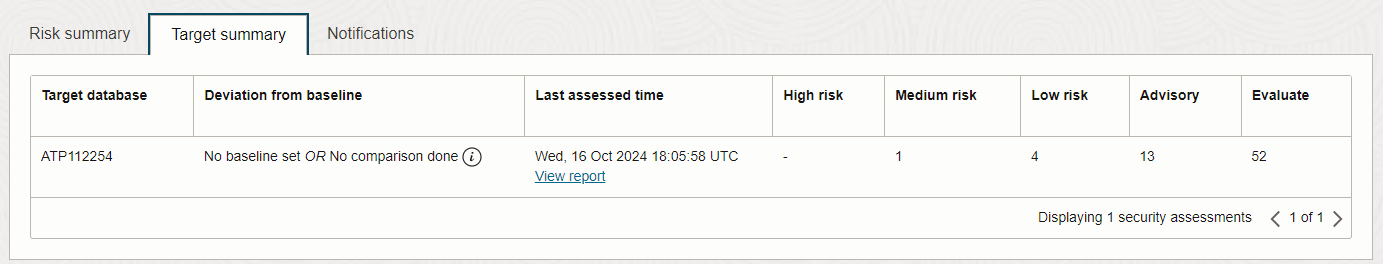 Risk summary Target summary Notifications
Target database Deviation from baseline Last assessed time High risk Medium risk Low risk Advisory Evaluate
ATP112254 No baseline set OR No comparison done i Wed, 16 Oct 2024 18:05:58 UTC - 1 4 13 52
View report
Displaying 1 security assessments < 1 of 1 >